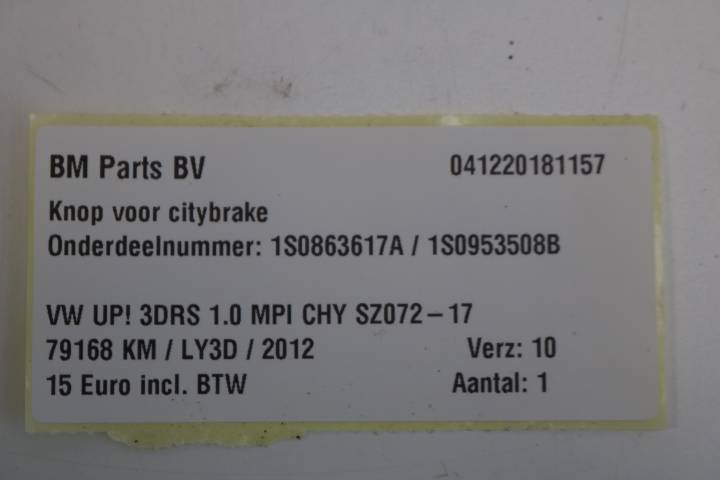 BM Parts BV 041220181157
Knop voor citybrake
Onderdeelnummer: 1S0863617A / 1S0953508B
VW UP! 3DRS 1.0 MPI CHY SZ072-17
79168 KM / LY3D / 2012 Verz: 10
15 Euro incl. BTW Aantal: 1